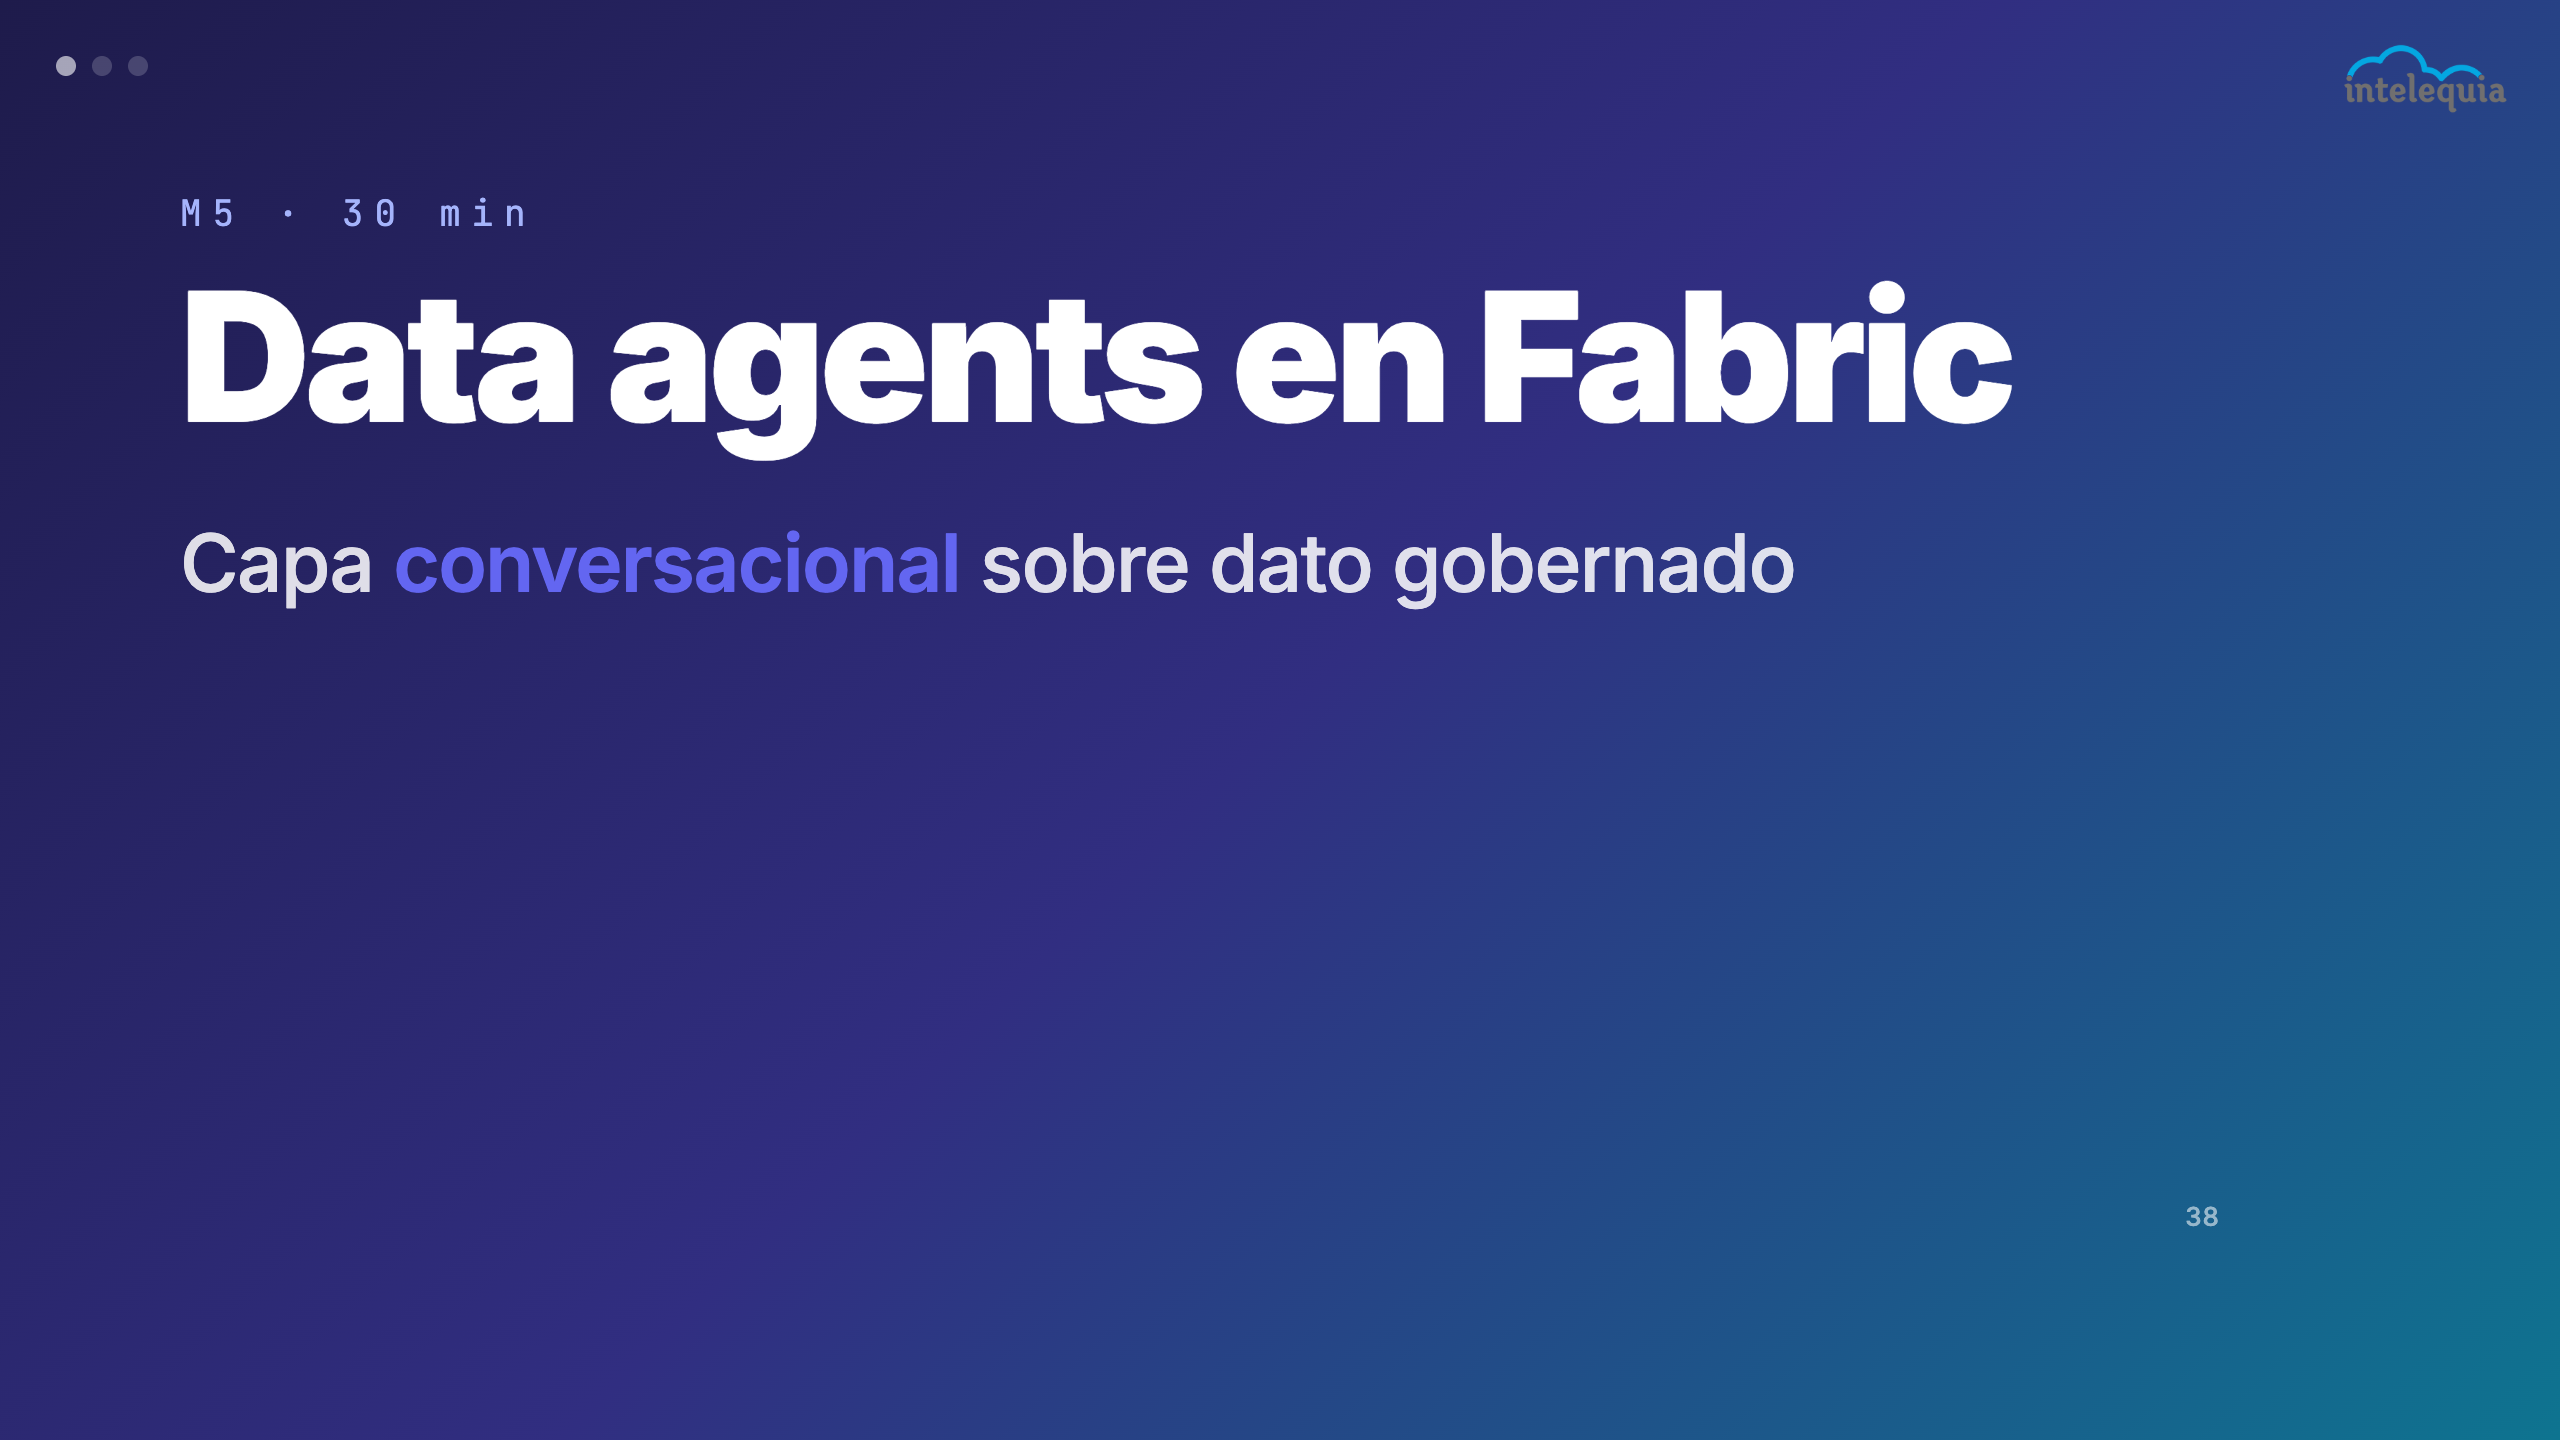 intelequia
M5 · 30 min
Data agents en Fabric
Capa conversacional sobre dato gobernado
38